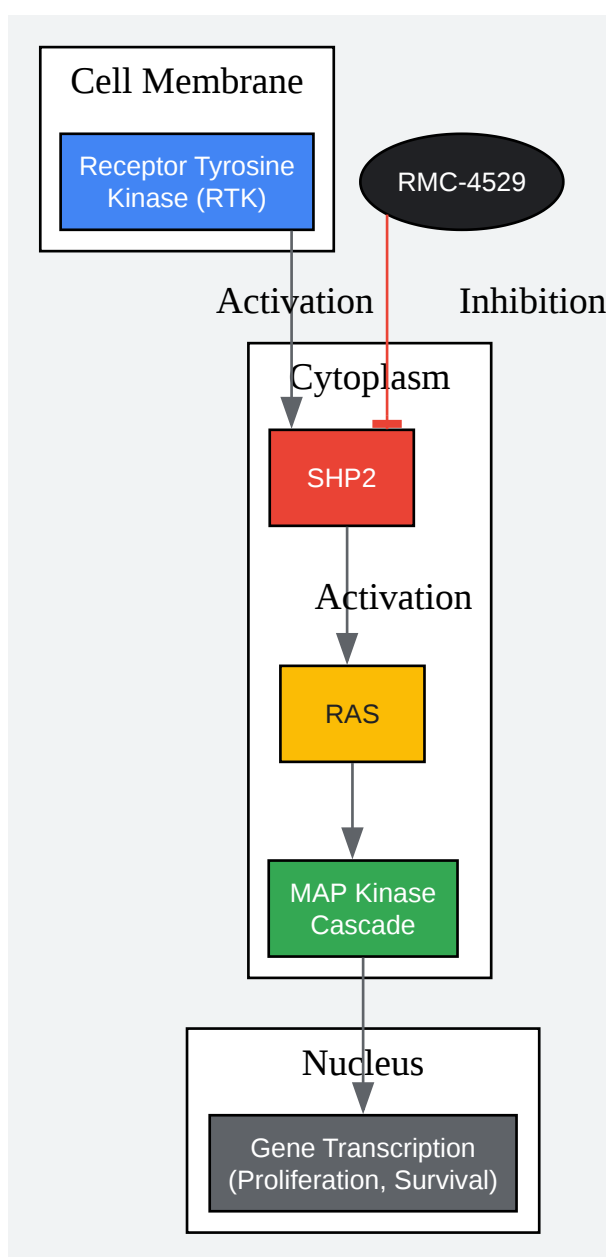 Cell Membrane
Receptor Tyrosine
Kinase (RTK)
RMC-4529
Activation
Inhibition
Cytoplasm
SHP2
Activation
RAS
MAP Kinase
Cascade
Nucleus
Gene Transcription
(Proliferation, Survival)